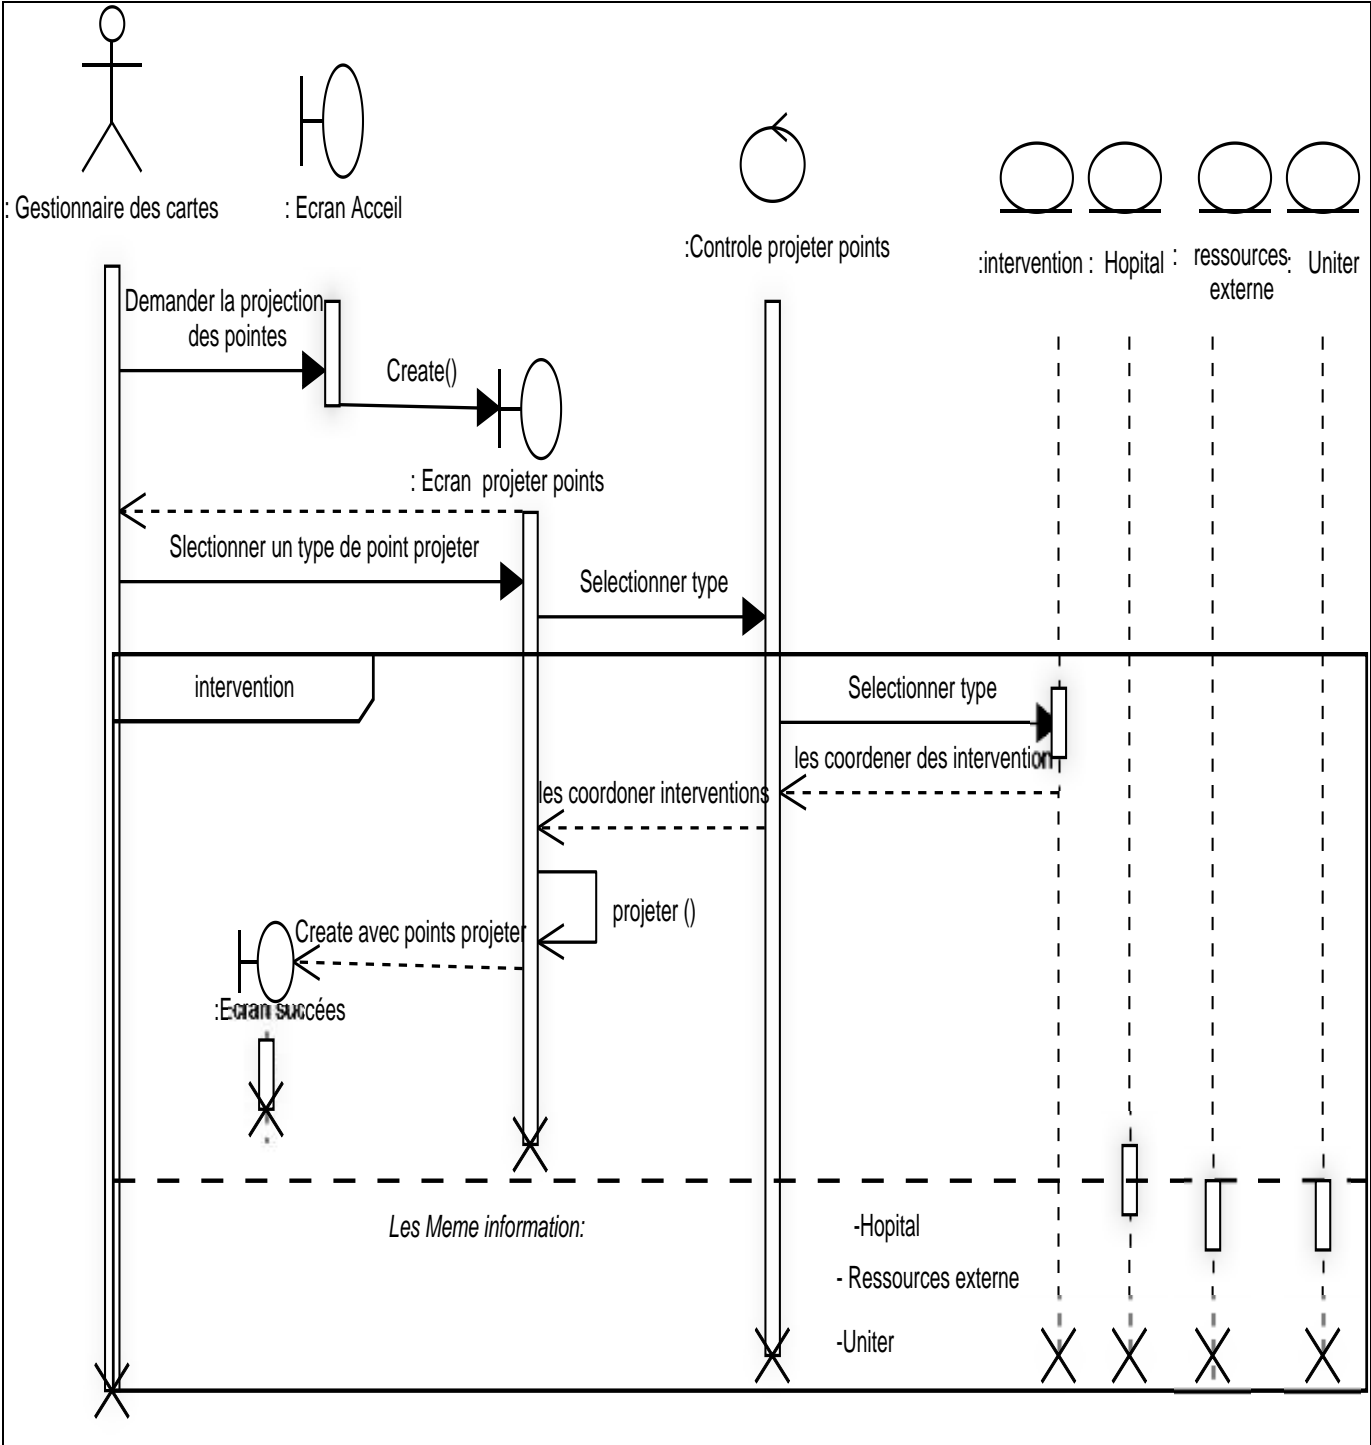 : Gestionnaire des cartes
: Ecran Acceil
:Controle projeter points
:intervention
: Hopital
: ressources
externe
: Uniter
Demander la projection
des pointes
Create()
: Ecran projeter points
Slectionner un type de point projeter
Selectionner type
intervention
Selectionner type
les coordener des intervention
les coordoner interventions
projeter ()
Create avec points projeter
:Ecran succées
Les Meme information:
-Hopital
- Ressources externe
-Uniter